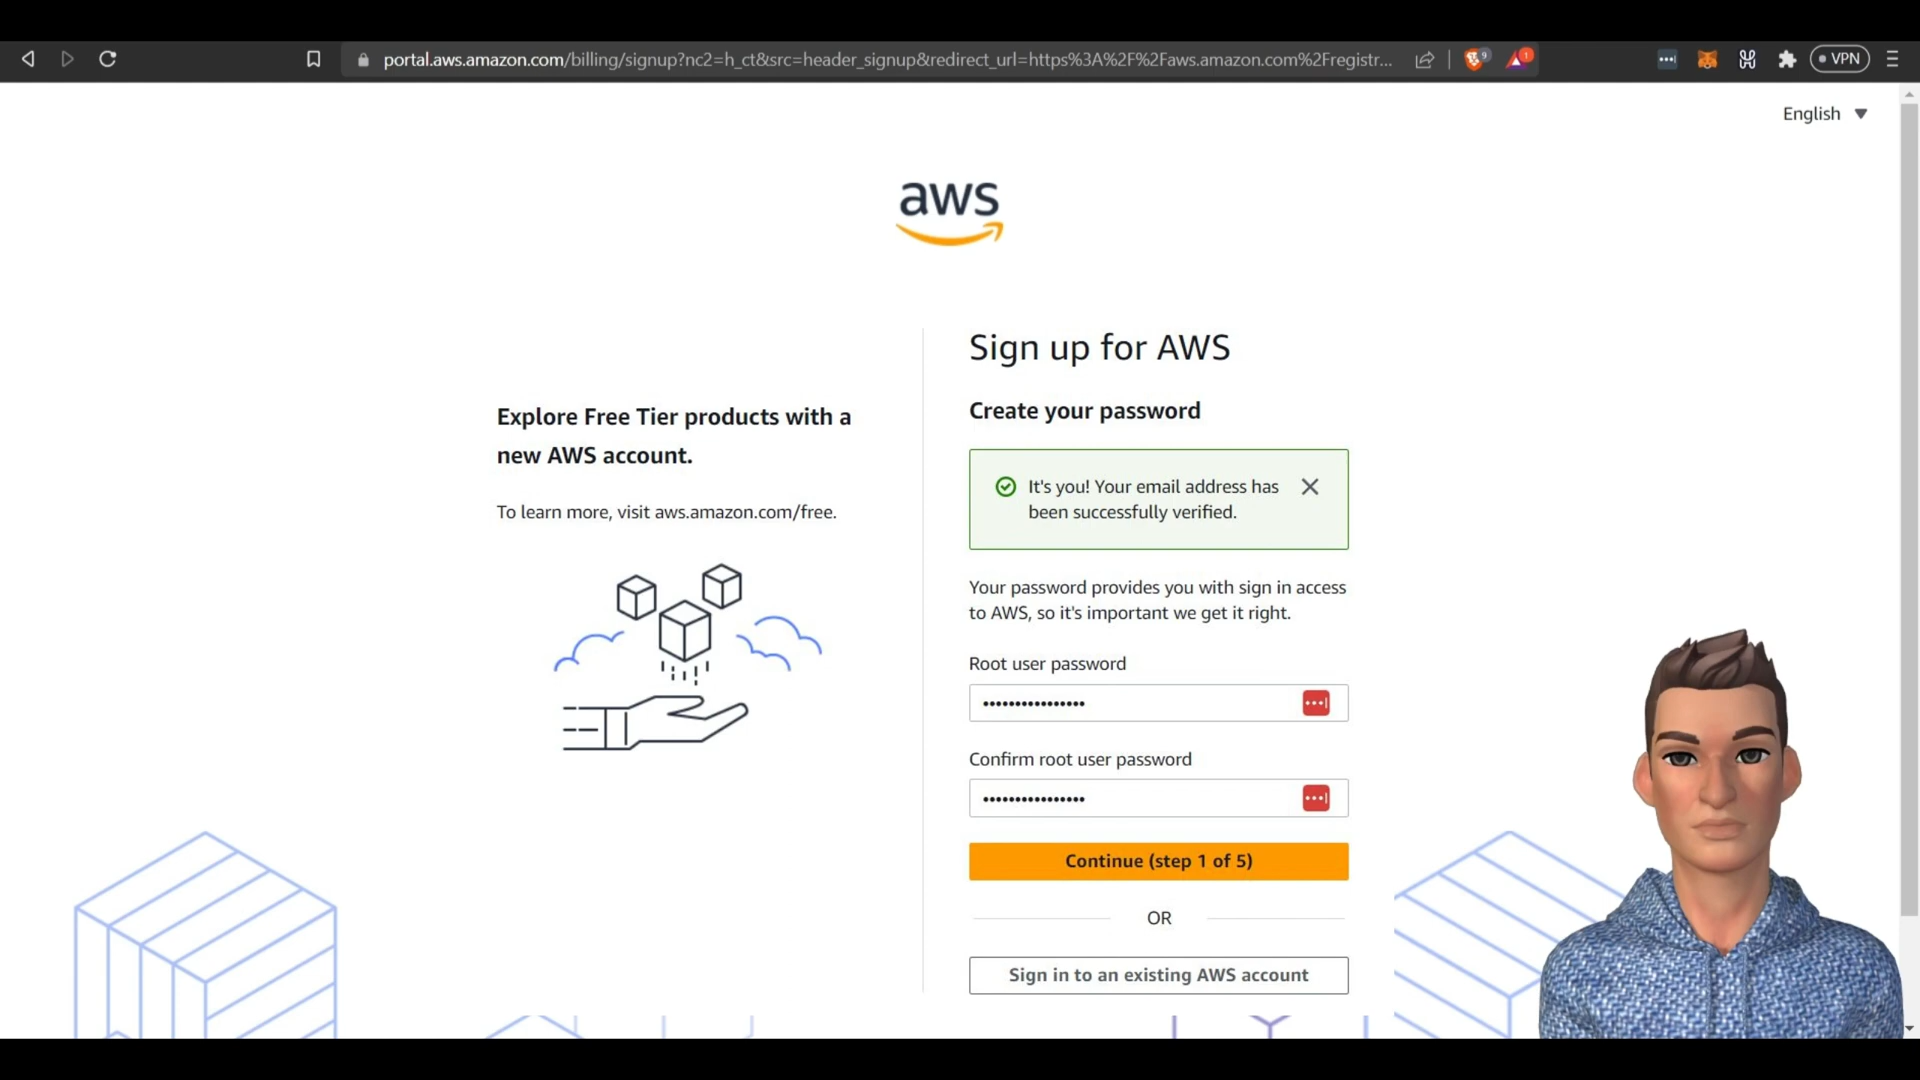 portal.aws.amazon.com/billing/signup?nc2=h_ct&src=header_signup&redirect_url=https%3A%2F%2Faws.amazon.com%2Fregistr...
9
1
VPN
English
aws
Sign up for AWS
Explore Free Tier products with a
new AWS account.
To learn more, visit aws.amazon.com/free.
Create your password
It's you! Your email address has
been successfully verified.
Your password provides you with sign in access
to AWS, so it's important we get it right.
Root user password
••••••••••••••••
Confirm root user password
••••••••••••••••
Continue (step 1 of 5)
OR
Sign in to an existing AWS account